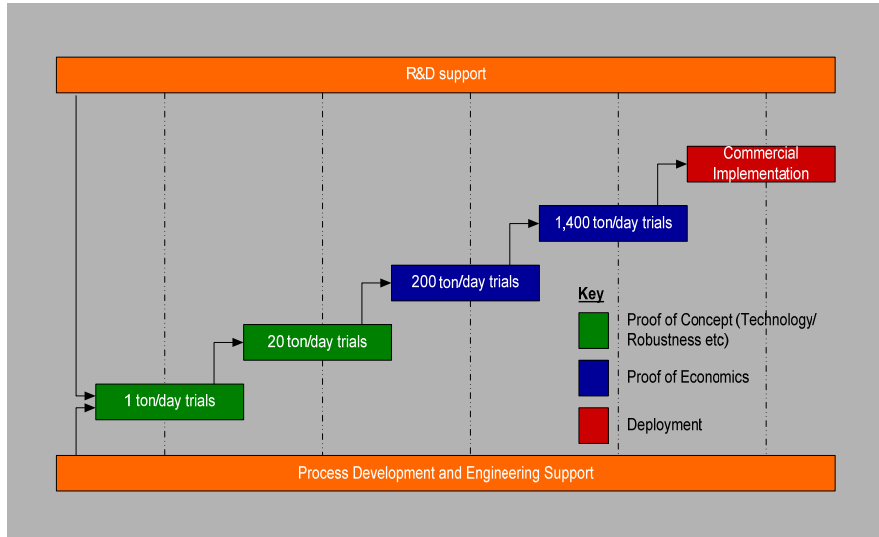 R&D support
Commercial
Implementation
1,400 ton/day trials
200 ton/day trials
20 ton/day trials
1 ton/day trials
Key
Proof of Concept (Technology/
Robustness etc)
Proof of Economics
Deployment
Process Development and Engineering Support